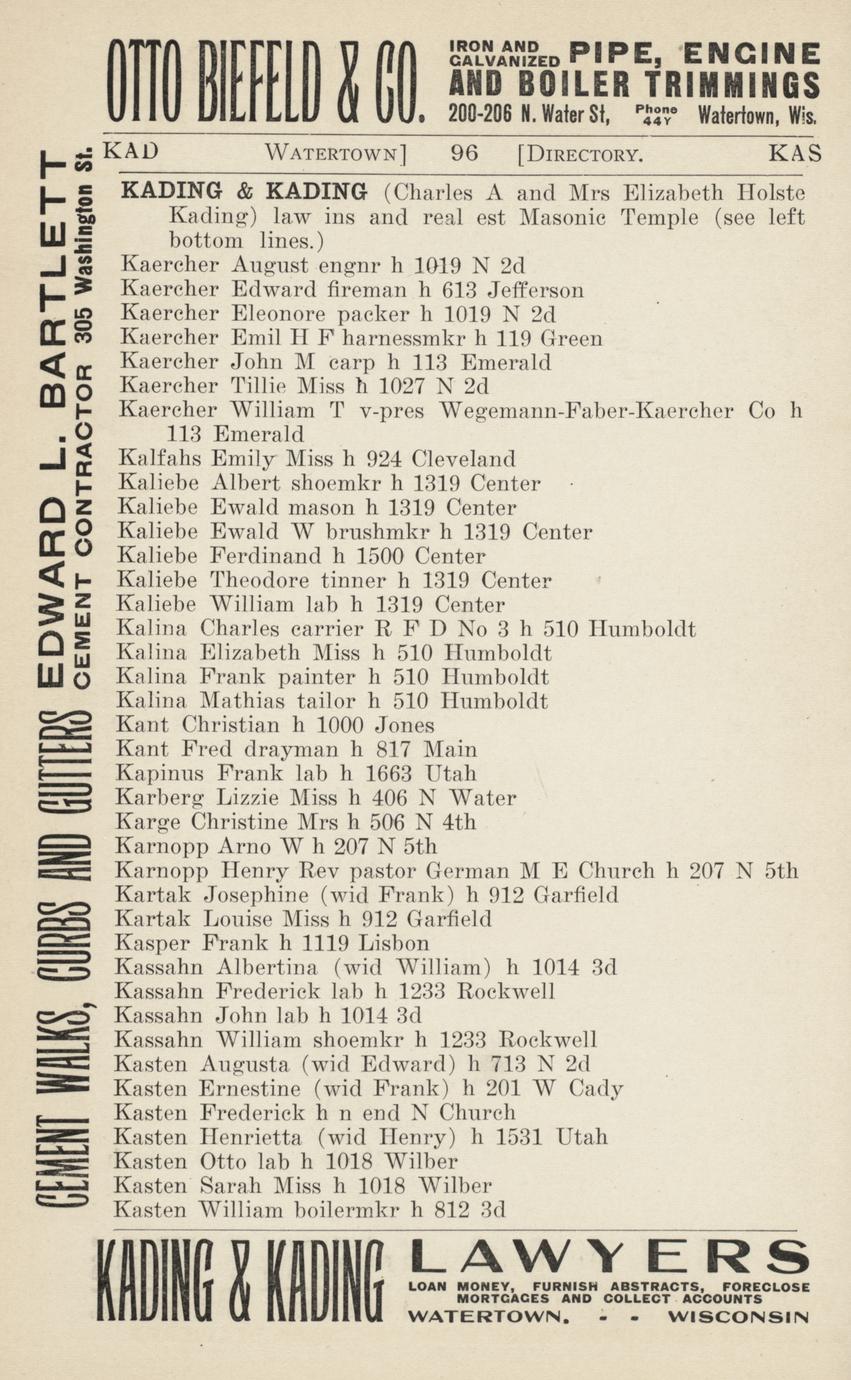 OTTO BIEFELD & CO.
IRON AND GALVANIZED PIPE, ENGINE
AND BOILER TRIMMINGS
200-206 N. Water St, Phone 44Y Watertown, Wis.
KAD WATERTOWN] 96 [DIRECTORY. KAS
KADING & KADING (Charles A and Mrs Elizabeth Holste
Kading) law ins and real est Masonic Temple (see left
bottom lines.)
Kaercher August engnr h 1019 N 2d
Kaercher Edward fireman h 613 Jefferson
Kaercher Eleonore packer h 1019 N 2d
Kaercher Emil H F harnessmkr h 119 Green
Kaercher John M carp h 113 Emerald
Kaercher Tillie Miss h 1027 N 2d
Kaercher William T v-pres Wegemann-Faber-Kaercher Co h
113 Emerald
Kalfahs Emily Miss h 924 Cleveland
Kaliebe Albert shoemkr h 1319 Center
Kaliebe Ewald mason h 1319 Center
Kaliebe Ewald W brushmkr h 1319 Center
Kaliebe Ferdinand h 1500 Center
Kaliebe Theodore tinner h 1319 Center
Kaliebe William lab h 1319 Center
Kalina Charles carrier R F D No 3 h 510 Humboldt
Kalina Elizabeth Miss h 510 Humboldt
Kalina Frank painter h 510 Humboldt
Kalina Mathias tailor h 510 Humboldt
Kant Christian h 1000 Jones
Kant Fred drayman h 817 Main
Kapinus Frank lab h 1663 Utah
Karberg Lizzie Miss h 406 N Water
Karge Christine Mrs h 506 N 4th
Karnopp Arno W h 207 N 5th
Karnopp Henry Rev pastor German M E Church h 207 N 5th
Kartak Josephine (wid Frank) h 912 Garfield
Kartak Louise Miss h 912 Garfield
Kasper Frank h 1119 Lisbon
Kassahn Albertina (wid William) h 1014 3d
Kassahn Frederick lab h 1233 Rockwell
Kassahn John lab h 1014 3d
Kassahn William shoemkr h 1233 Rockwell
Kasten Augusta (wid Edward) h 713 N 2d
Kasten Ernestine (wid Frank) h 201 W Cady
Kasten Frederick h n end N Church
Kasten Henrietta (wid Henry) h 1531 Utah
Kasten Otto lab h 1018 Wilber
Kasten Sarah Miss h 1018 Wilber
Kasten William boilermkr h 812 3d
CEMENT WALKS, CURBS AND GUTTERS
EDWARD L. BARTLETT
CEMENT CONTRACTOR 305 Washington St.
KADING & KADING
LAWYERS
LOAN MONEY, FURNISH ABSTRACTS, FORECLOSE
MORTGAGES AND COLLECT ACCOUNTS
WATERTOWN. - - WISCONSIN